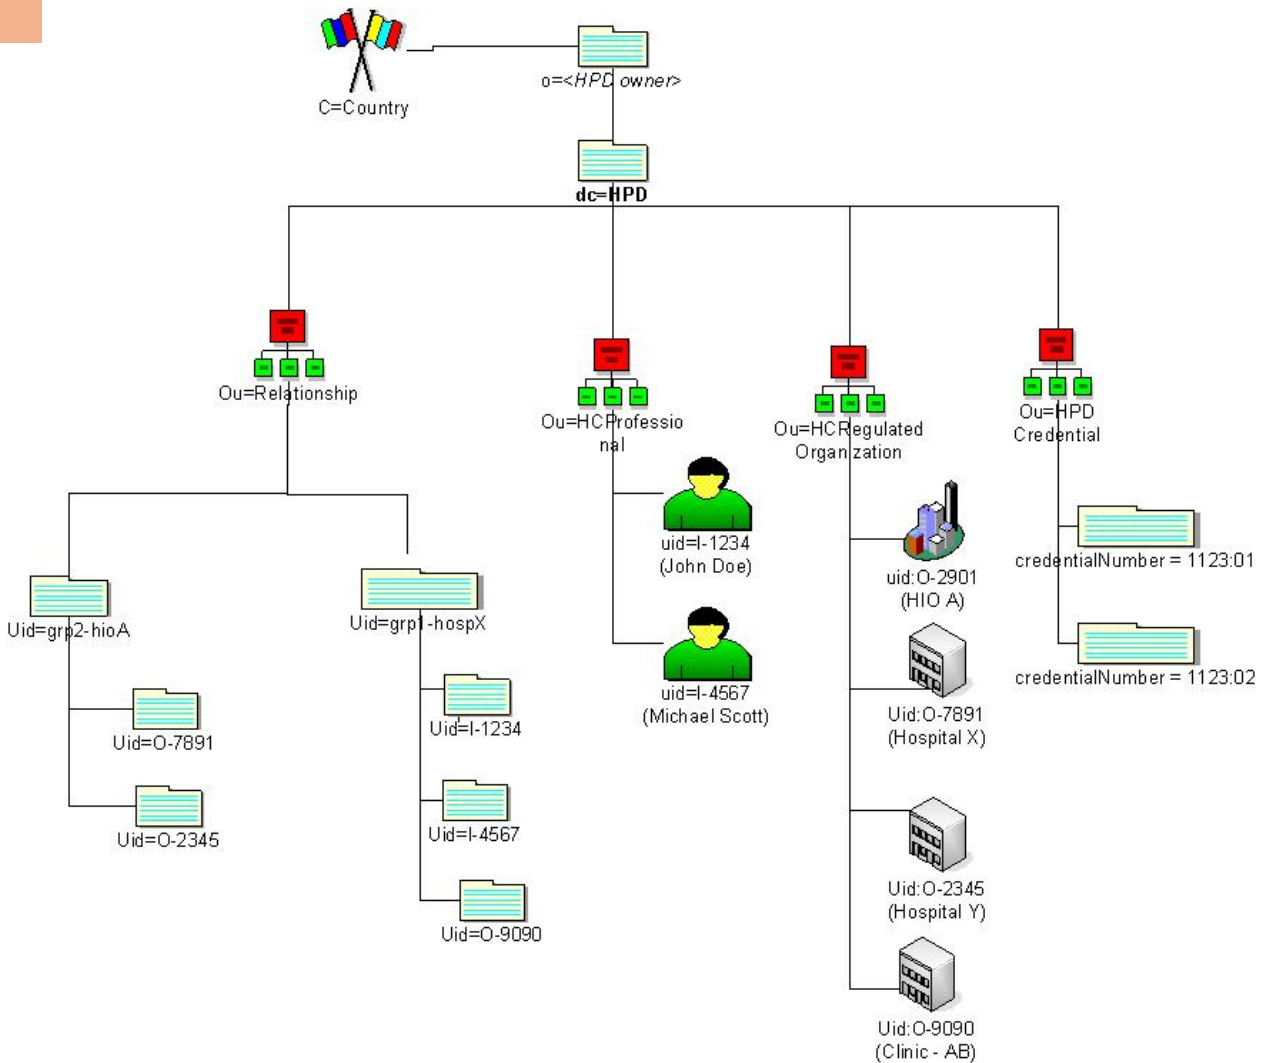 C=Country
o=<HPD owner>
dc=HPD
Ou=Relationship
Ou=HCProfessio
nal
Ou=HCRegulated
Organization
Ou=HPD
Credential
Uid=grp2-hioA
Uid=O-7891
Uid=O-2345
Uid=grp1-hospX
Uid=I-1234
Uid=I-4567
Uid=O-9090
uid=I-1234
(John Doe)
uid=I-4567
(Michael Scott)
uid:O-2901
(HIO A)
Uid:O-7891
(Hospital X)
Uid:O-2345
(Hospital Y)
Uid:O-9090
(Clinic - AB)
credentialNumber = 1123:01
credentialNumber = 1123:02